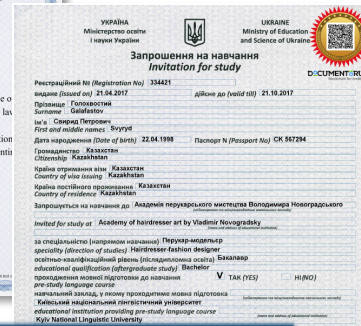 УКРАЇНА
Міністерство освіти
і науки України
UKRAINE
Ministry of Education
and Science of Ukraine
Запрошення на навчання
Invitation for study
Реєстраційний № (Registration No) 334421
видане (issued on) 21.04.2017 дійсне до (valid till) 21.10.2017
Прізвище Голохвостий
Surname Galafastov
Ім'я Свирид Петрович
First and middle names Svyryd
Дата народження (Date of birth) 22.04.1998 Паспорт N (Passport No) CK 567294
Громадянство Казахстан
Citizenship Kazakhstan
Країна отримання візи Казахстан
Country of visa issuing Kazakhstan
Країна постійного проживання Казахстан
Country of residence Kazakhstan
Запрошується на навчання до Академія перукарського мистецтва Володимира Новоградського
Invited for study at Academy of hairdresser art by Vladimir Novogradsky
за спеціальністю (напрямом навчання) Перукар-модельєр
speciality (direction of studies) Hairdresser-fashion designer
освітньо-кваліфікаційний рівень (післядипломна освіта) Бакалавр
educational qualification (aftergraduate study) Bachelor
проходження мовної підготовки до навчання V ТАК (YES) НІ(NO)
pre-study language course
навчальний заклад, у якому проходитиме мовна підготовка
Київський національний лінгвістичний університет
educational institution providing pre-study language course
Kyiv National Linguistic University